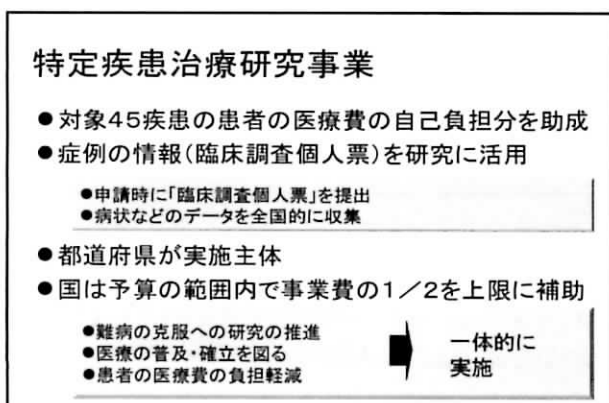 特定疾患治療研究事業
●対象45疾患の患者の医療費の自己負担分を助成
●症例の情報(臨床調査個人票)を研究に活用
●申請時に「臨床調査個人票」を提出
●病状などのデータを全国的に収集
●都道府県が実施主体
●国は予算の範囲内で事業費の1／2を上限に補助
●難病の克服への研究の推進
●医療の普及・確立を図る
●患者の医療費の負担軽減
一体的に
実施